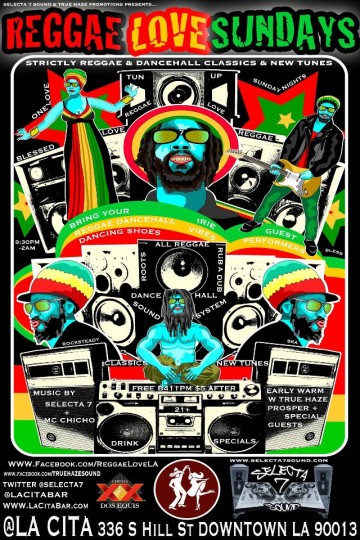 SELECTA 7 SOUND & TRUE HAZE PROMOTIONS PRESENTS...
REGGAE LOVE SUNDAYS
STRICTLY REGGAE & DANCEHALL CLASSICS & NEW TUNES
ONE LOVE
TUN UP
SUNDAY NIGHTS
REGGAE
LOVE
LOVE
REGGAE
BLESSED
BRING YOUR
REGGAE DANCEHALL
DANCING SHOES
IRIE
VIBES
GUEST
PERFORMERS
BLESS
9:30PM
-2AM
ALL REGGAE
ROOTS
RUB A DUB
DANCE HALL
SOUND SYSTEM
ROCKSTEADY
SKA
CLASSICS
NEW TUNES
FREE B411PM $5 AFTER
21+
MUSIC BY
SELECTA 7
+
MC CHICHO
EARLY WARM
W TRUE HAZE
PROSPER +
SPECIAL
GUESTS
DRINK
SPECIALS
WWW.FACEBOOK.COM/REGGAELOVELA
WWW.FACEBOOK.COM/TRUEHAZESOUND
TWITTER @SELECTA7
@LACITABAR
WWW.LACITABAR.COM
XX
DOS EQUIS
WWW.SELECTA7SOUND.COM
SELECTA
7
SOUND
@LA CITA 336 S HILL ST DOWNTOWN LA 90013